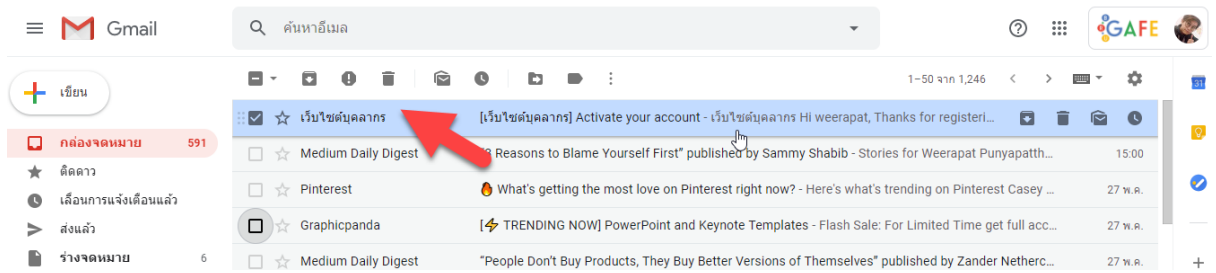 Gmail
ค้นหาอีเมล
GAFE
เขียน
1–50 จาก 1,246
31
กล่องจดหมาย 591
ติดดาว
เลื่อนการแจ้งเตือนแล้ว
ส่งแล้ว
ร่างจดหมาย 6
เว็บไซต์บุคลากร [เว็บไซต์บุคลากร] Activate your account - เว็บไซต์บุคลากร Hi weerapat, Thanks for registeri...
Medium Daily Digest Reasons to Blame Yourself First” published by Sammy Shabib - Stories for Weerapat Punyapatth... 15:00
Pinterest 🔥 What's getting the most love on Pinterest right now? - Here's what's trending on Pinterest Casey ... 27 พ.ค.
Graphicpanda [⚡ TRENDING NOW] PowerPoint and Keynote Templates - Flash Sale: For Limited Time get full acc... 27 พ.ค.
Medium Daily Digest “People Don’t Buy Products, They Buy Better Versions of Themselves” published by Zander Netherc... 27 พ.ค.